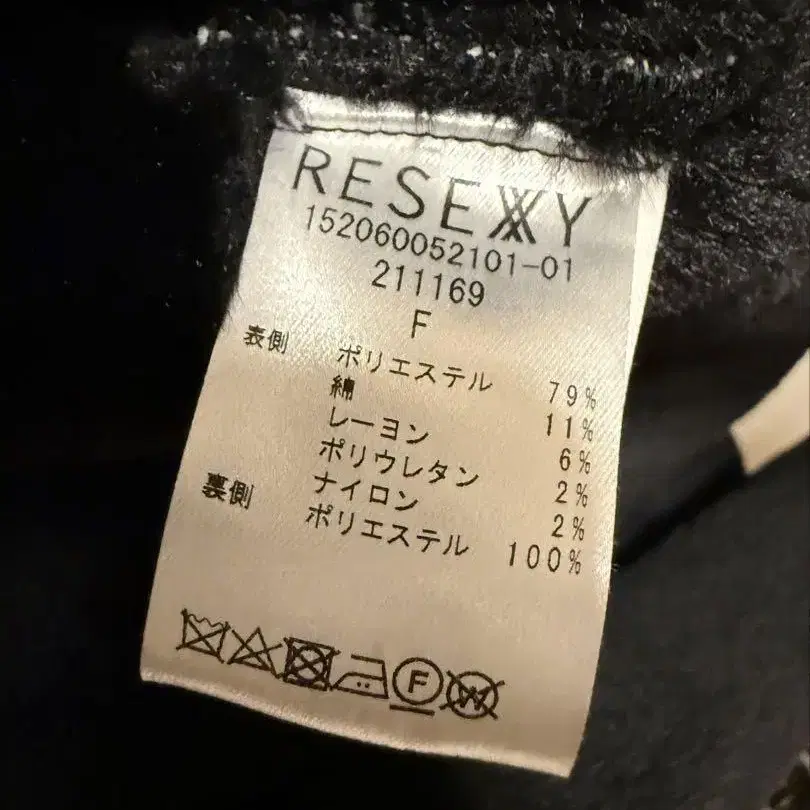 RESEXXY
152060052101-01
211169
F
表側 ポリエステル 79%
綿 11%
レーヨン 6%
ポリウレタン 2%
ナイロン 2%
裏側 ポリエステル 100%
F
W